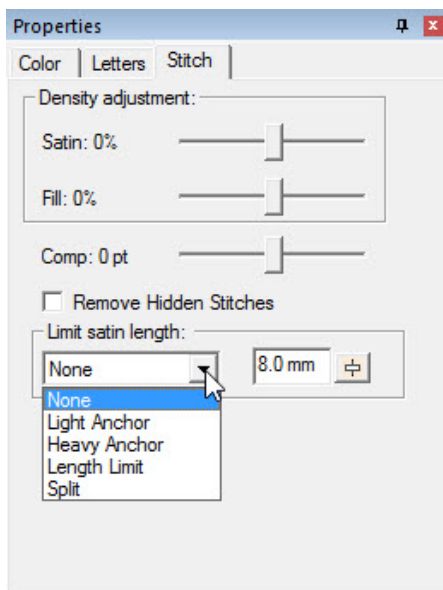 Properties
Color Letters Stitch
Density adjustment:
Satin: 0%
Fill: 0%
Comp: 0 pt
Remove Hidden Stitches
Limit satin length:
None 8.0 mm
None
Light Anchor
Heavy Anchor
Length Limit
Split